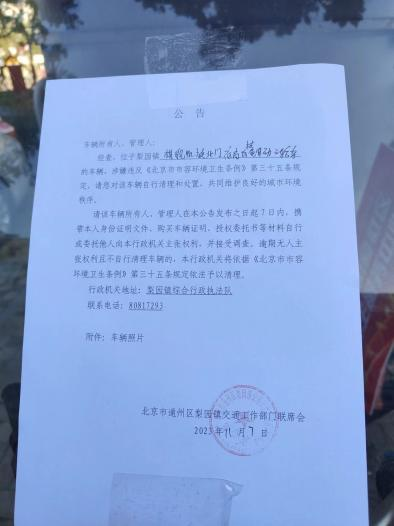 公 告
车辆所有人、管理人：
经查，位于梨园镇
的车辆，涉嫌违反《北京市市容环境卫生条例》第三十五条规
定，请您对该车辆自行清理和处置，共同维护良好的城市环境
秩序。
请该车辆所有人、管理人在本公告发布之日起7日内，携
带本人身份证明文件、购买车辆证明、授权委托书等材料自行
或委托他人向本行政机关主张权利，并接受调查。逾期无人主
张权利且不自行清理车辆的，本行政机关将依据《北京市市容
环境卫生条例》第三十五条规定依法予以清理。
行政机关地址：梨园镇综合行政执法队
联系电话：80817293
附件：车辆照片
北京市通州区梨园镇交通工作部门联席会
2023年11月7日